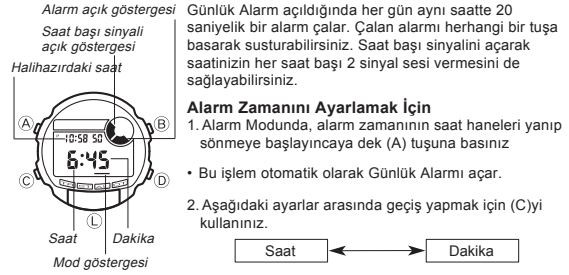 Alarm açık göstergesi
Saat başı sinyali
açık göstergesi
Halihazırdaki saat
A
B
10:58 50
6:45
C
D
L
Saat
Dakika
Mod göstergesi
Günlük Alarm açıldığında her gün aynı saatte 20
saniyelik bir alarm çalar. Çalan alarmı herhangi bir tuşa
basarak susturabilirsiniz. Saat başı sinyalini açarak
saatinizin her saat başı 2 sinyal sesi vermesini de
sağlayabilirsiniz.
Alarm Zamanını Ayarlamak İçin
1. Alarm Modunda, alarm zamanının saat haneleri yanıp
sönmeye başlayıncaya dek (A) tuşuna basınız
• Bu işlem otomatik olarak Günlük Alarmı açar.
2. Aşağıdaki ayarlar arasında geçiş yapmak için (C)yi
kullanınız.
Saat
Dakika